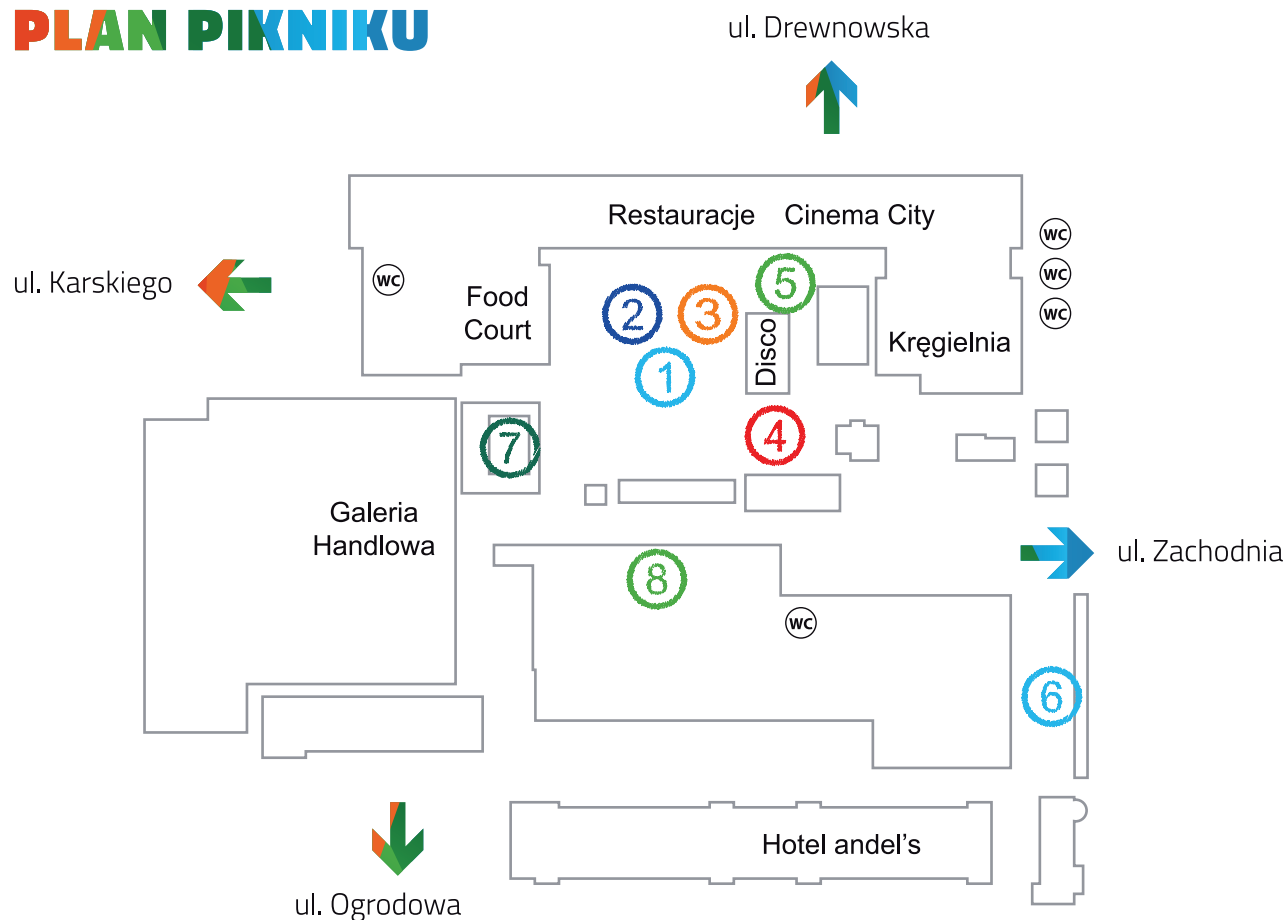 PLAN PIKNIKU
ul. Drewnowska
Restauracje
Cinema City
WC
ul. Karskiego
WC
WC
WC
Food
Court
2
3
5
Disco
Kręgielnia
1
4
7
Galeria
Handlowa
ul. Zachodnia
8
WC
6
Hotel andel's
ul. Ogrodowa